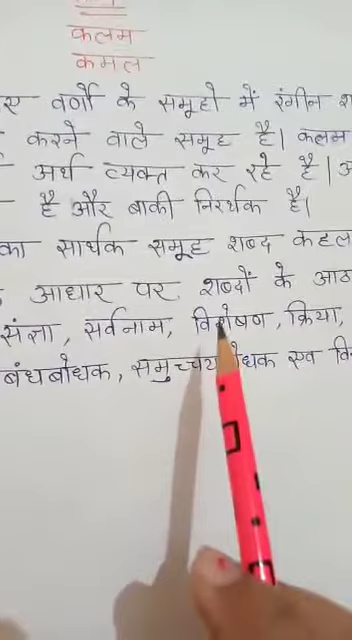 कलम
कमल
वर्णो के समूहो में रंगीन
करने वाले समूह है। कलम
अर्थ व्यक्त कर रहे है।
है और बाकी निरर्थक है।
का सार्थक समूह शब्द कहल
आधार पर शब्दों के आठ
संज्ञा, सर्वनाम, विशेषण, क्रिया,
बंधबोधक, समुच्चयबोधक एव वि